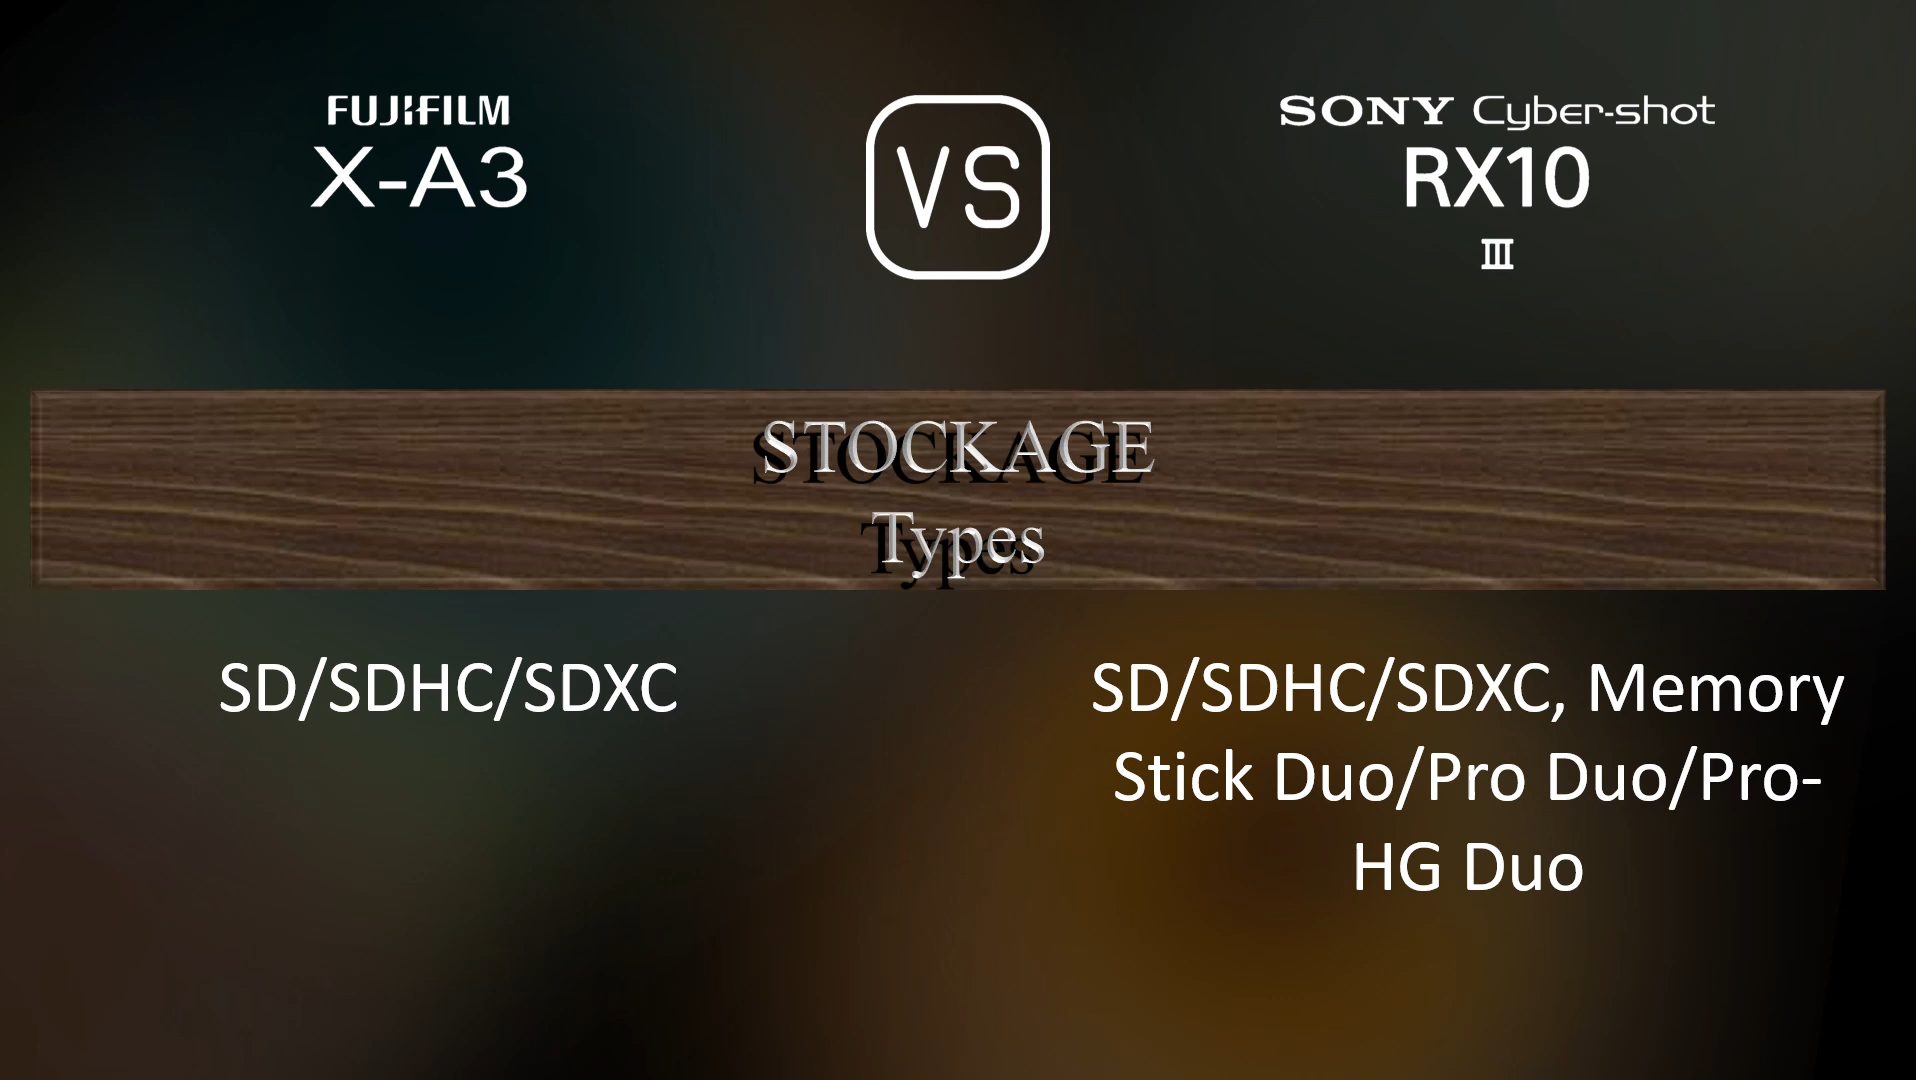 FUJIFILM
X-A3
VS
SONY Cyber-shot
RX10
III
STOCKAGE
Types
SD/SDHC/SDXC
SD/SDHC/SDXC, Memory
Stick Duo/Pro Duo/Pro-
HG Duo